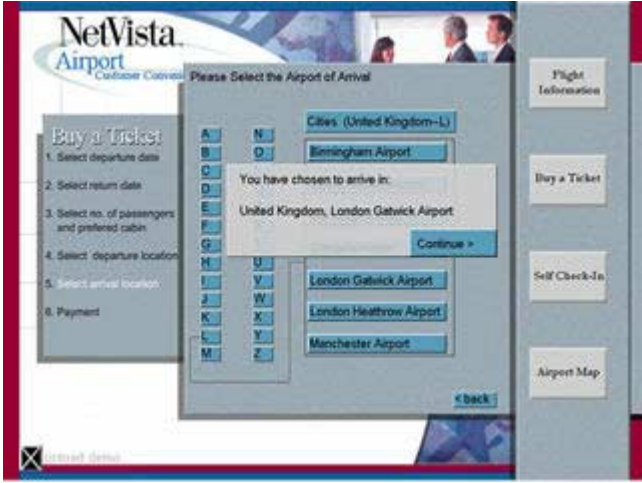 NetVista.
Airport
Customer
Please Select the Airport of Arrival
Buy a Ticket
1. Select departure date
2. Select return date
3. Select no. of passengers
and prefered cabin
4. Select departure location
5. Select arrival location
6. Payment
A N
B O
C
D
E
F
G
H U
I V
J W
K X
L Y
M Z
Cities (United Kingdom-L)
Birmingham Airport
You have chosen to arrive in:
United Kingdom, London Gatwick Airport
Continue >
London Gatwick Airport
London Heathrow Airport
Manchester Airport
< back
Flight
Information
Buy a Ticket
Self Check-In
Airport Map
X
demo